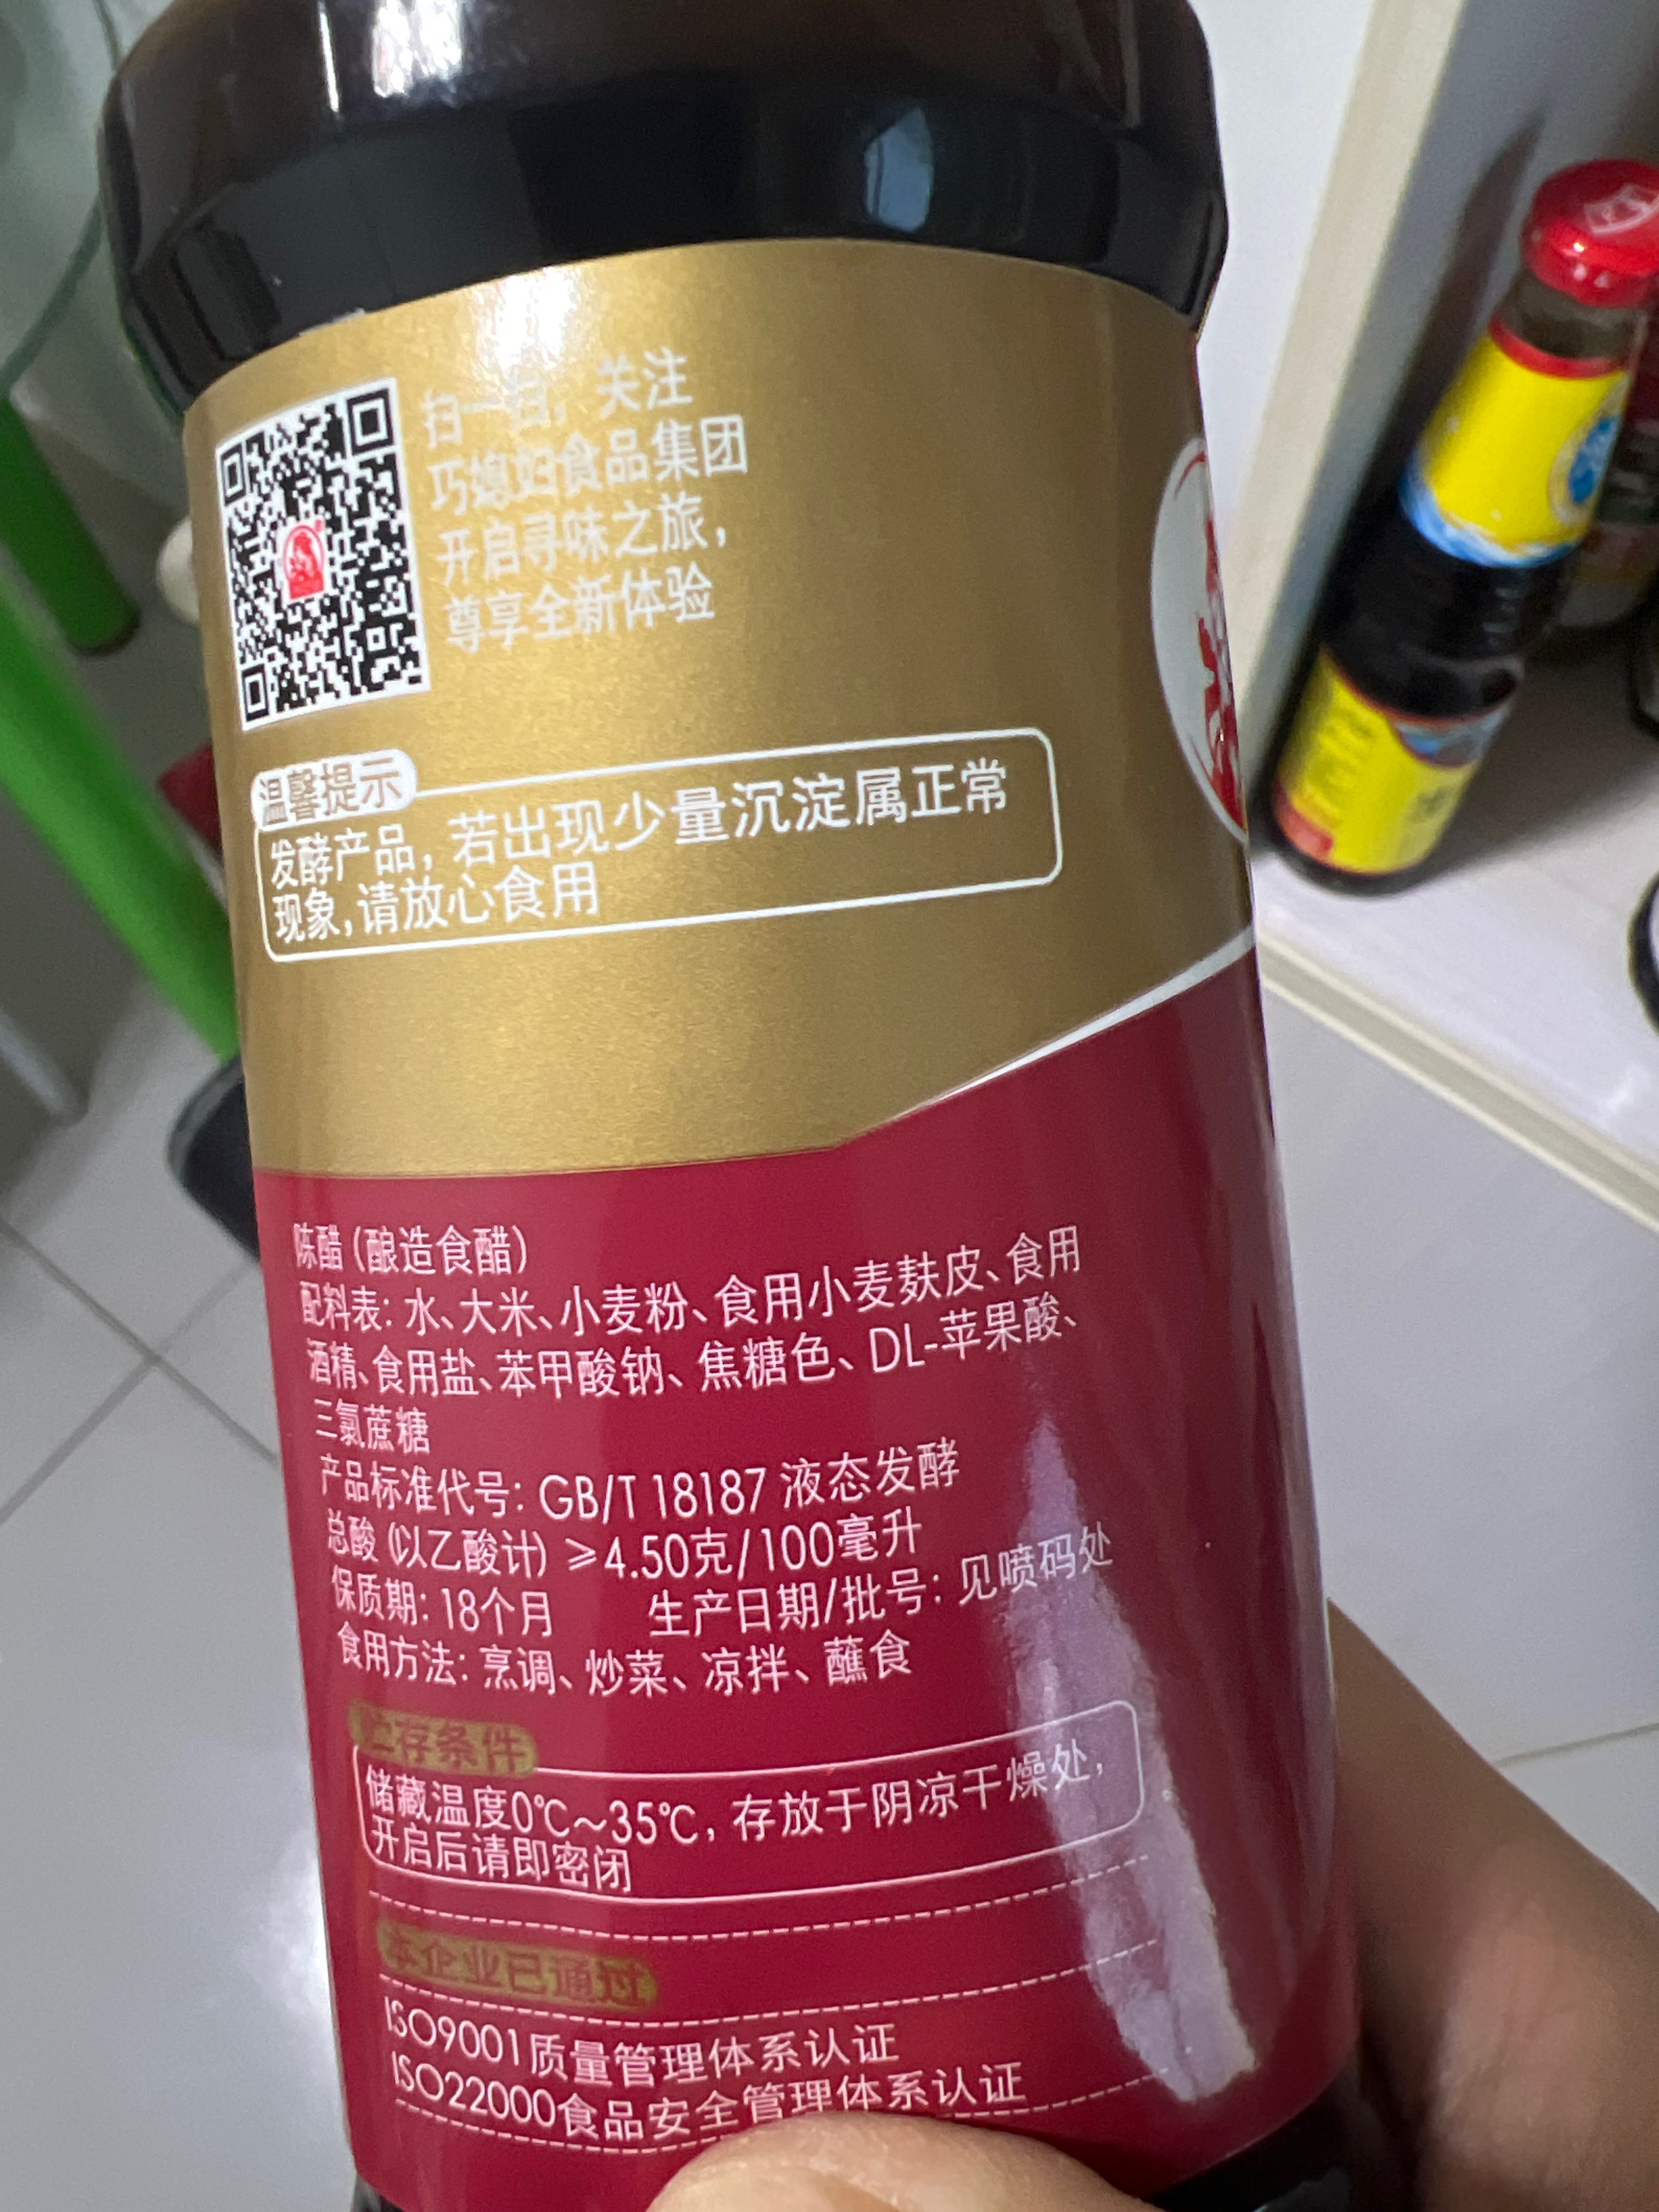 扫一扫，关注
巧媳妇食品集团
开启寻味之旅，
尊享全新体验
温馨提示
发酵产品，若出现少量沉淀属正常
现象，请放心食用
陈醋（酿造食醋）
配料表：水、大米、小麦粉、食用小麦麸皮、食用
酒精、食用盐、苯甲酸钠、焦糖色、DL-苹果酸、
三氯蔗糖
产品标准代号：GB/T 18187 液态发酵
总酸（以乙酸计）≥4.50克/100毫升
保质期：18个月 生产日期/批号：见喷码处
食用方法：烹调、炒菜、凉拌、蘸食
贮存条件
储藏温度0℃～35℃，存放于阴凉干燥处，
开启后请即密闭
本企业已通过
ISO9001质量管理体系认证
ISO22000食品安全管理体系认证